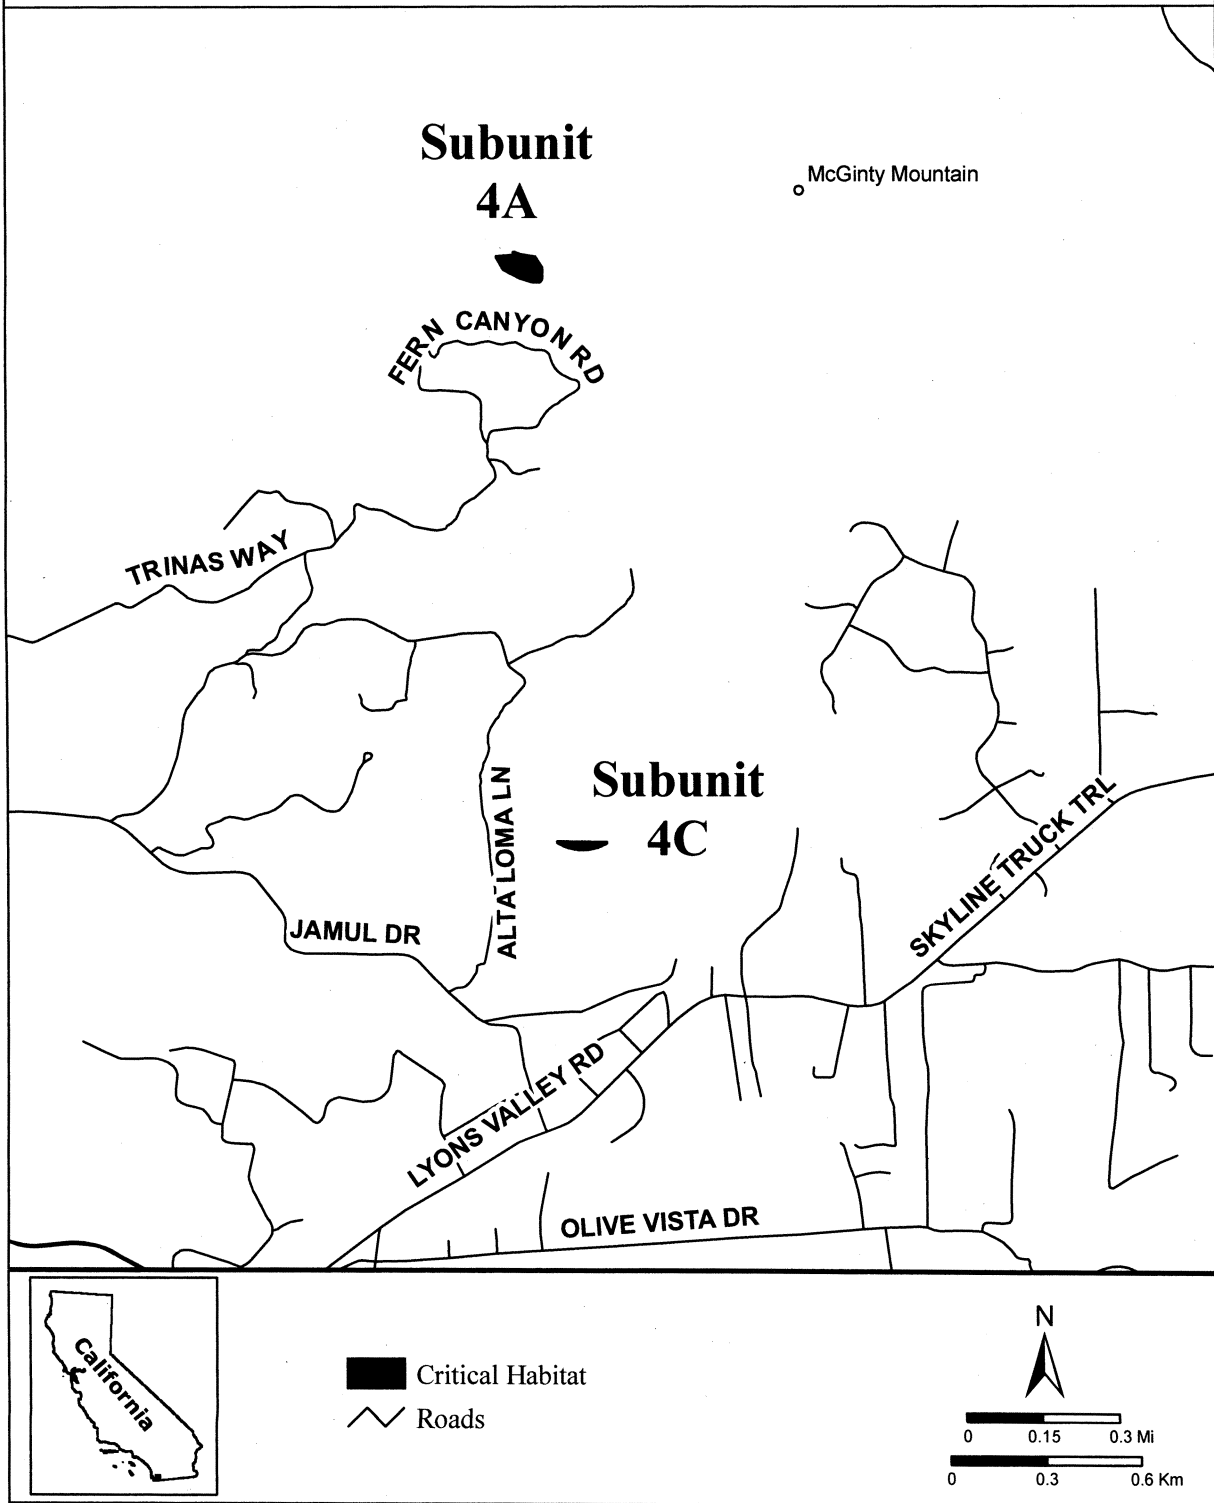 Subunit
4A
McGinty Mountain
FERN CANYON RD
TRINAS WAY
Subunit
4C
ALTA LOMA LN
SKYLINE TRUCK TRL
JAMUL DR
LYONS VALLEY RD
OLIVE VISTA DR
California
Critical Habitat
Roads
N
0 0.15 0.3 Mi
0 0.3 0.6 Km